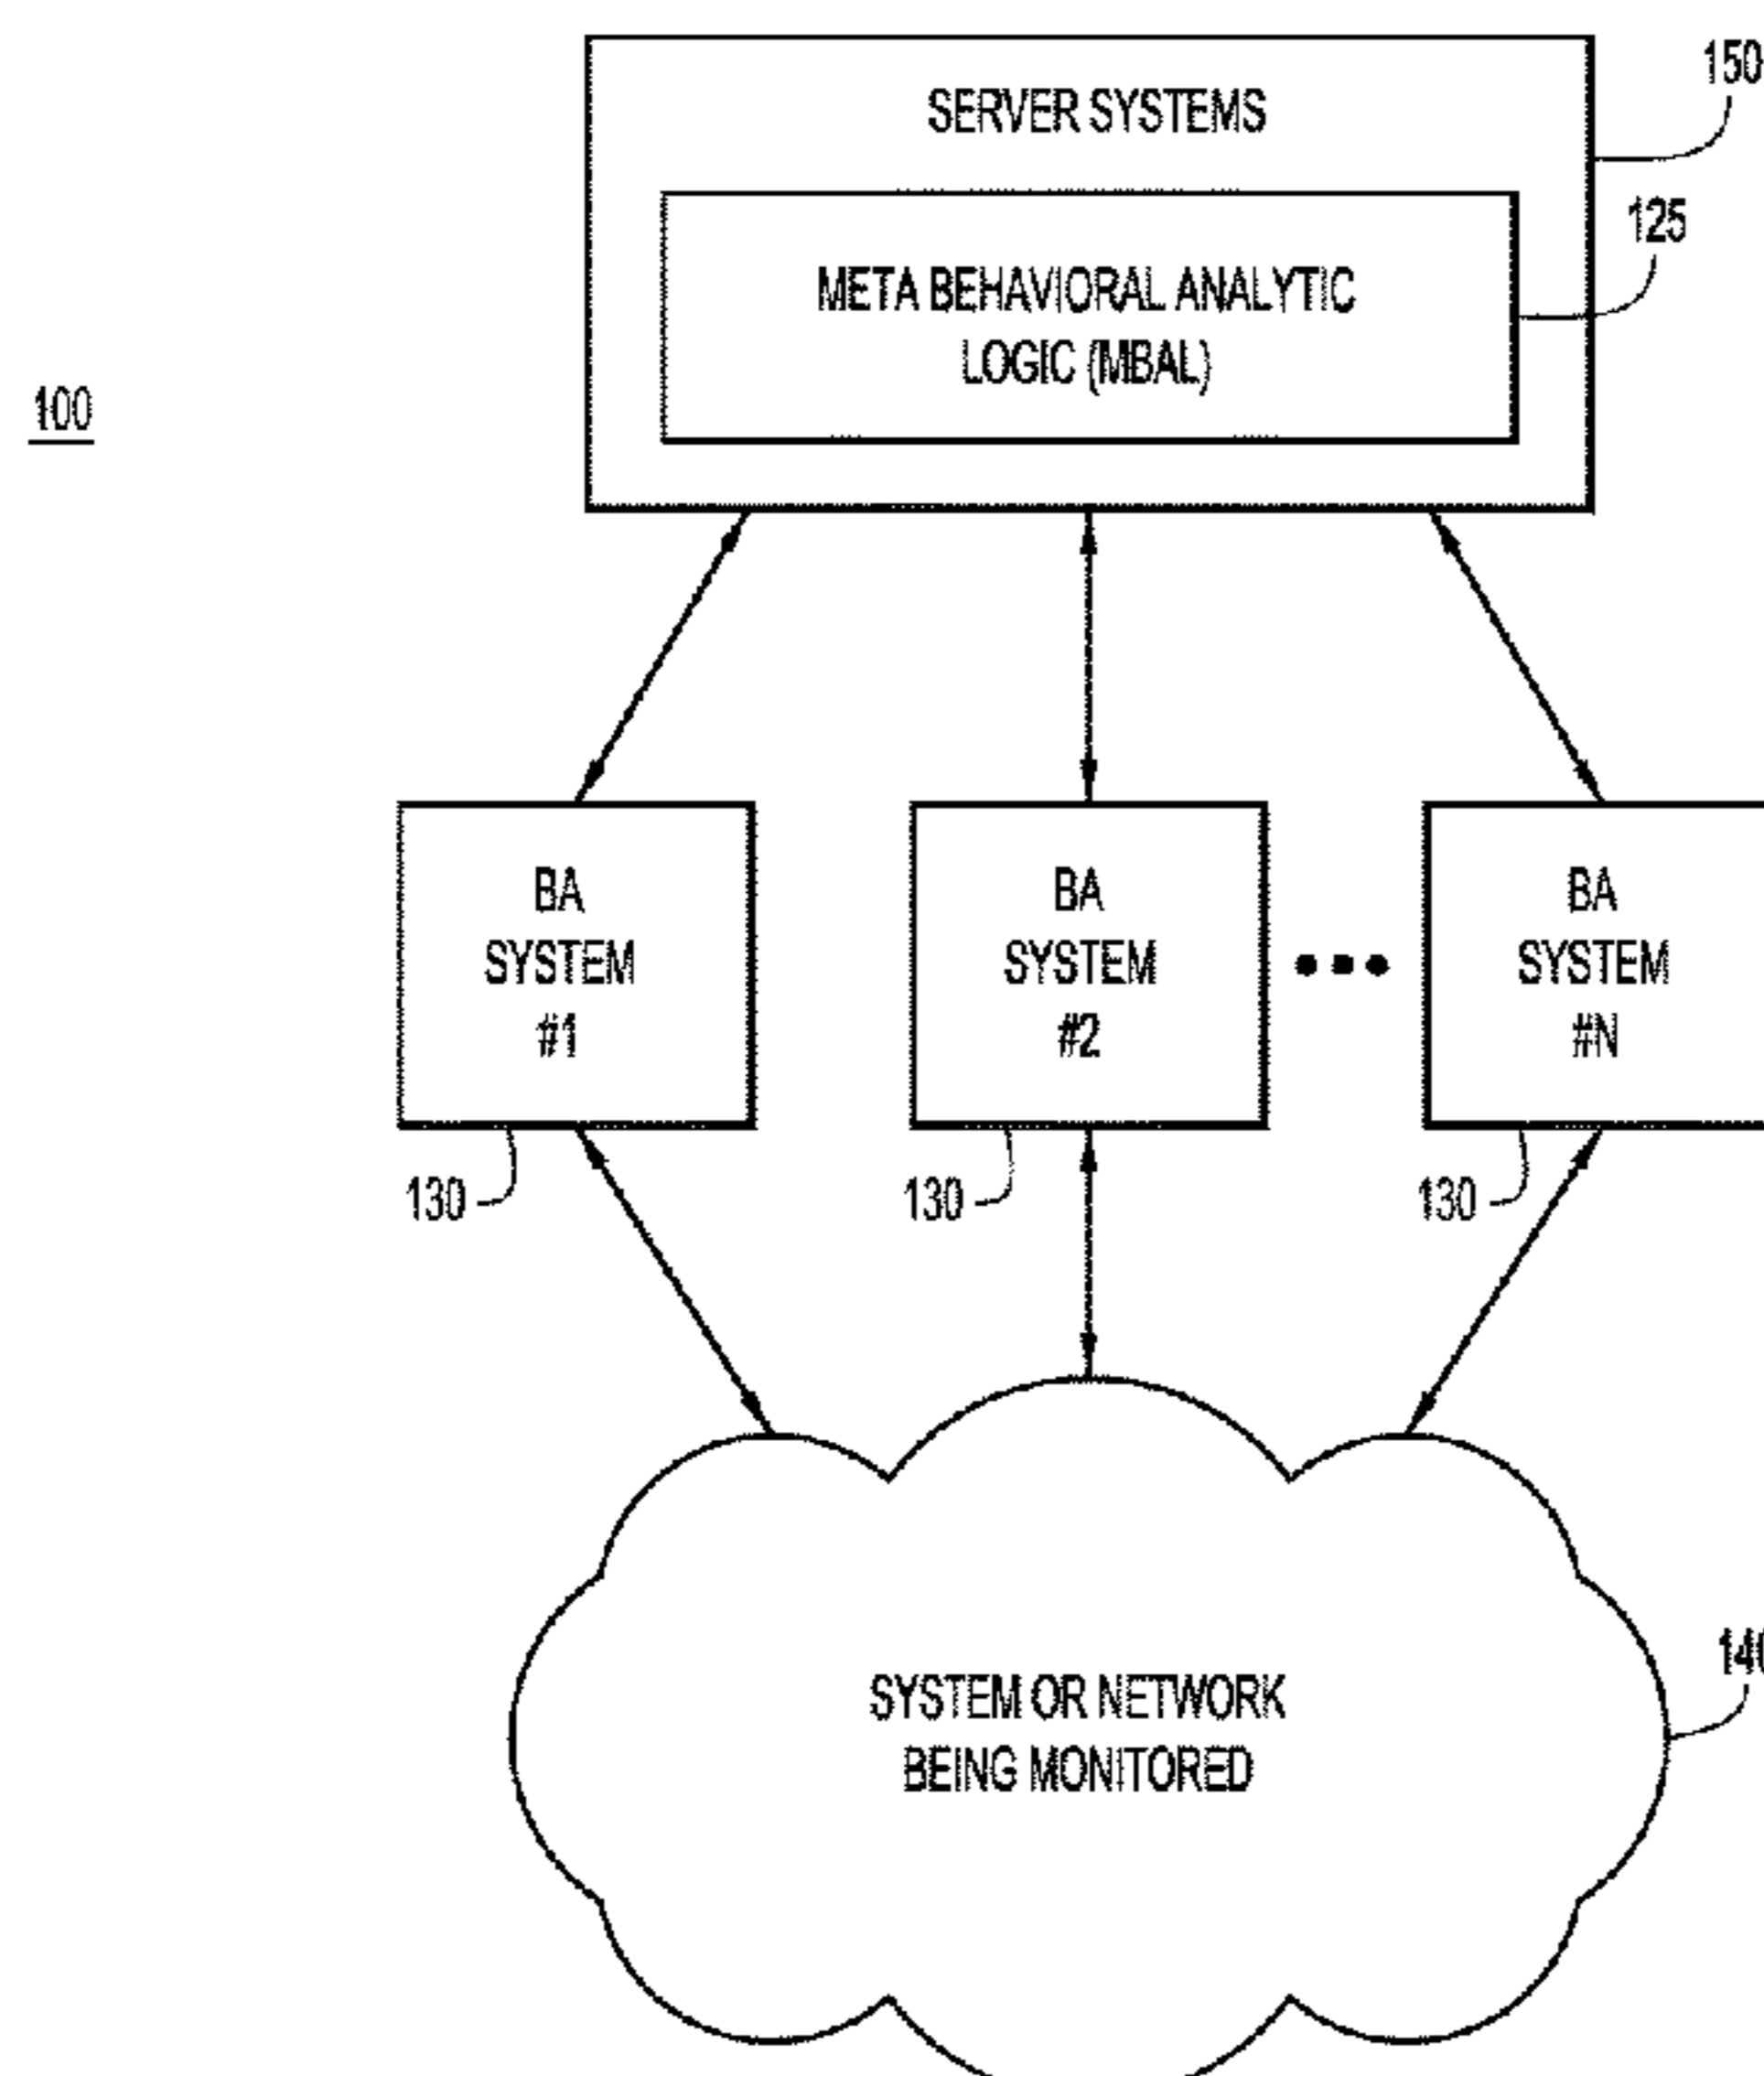 150
SERVER SYSTEMS
125
META BEHAVIORAL ANALYTIC
LOGIC (MBAL)
100
BA
SYSTEM
#1
BA
SYSTEM
#2
BA
SYSTEM
#N
130
130
130
SYSTEM OR NETWORK
BEING MONITORED